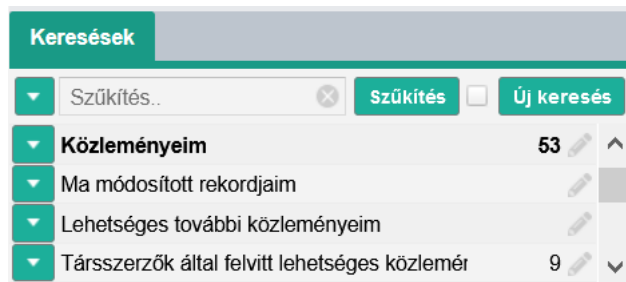 Keresések
Szűkítés.. Szűkítés Új keresés
Közleményeim 53
Ma módosított rekordjaim
Lehetséges további közleményeim
Társszerzők által felvitt lehetséges közlemér 9